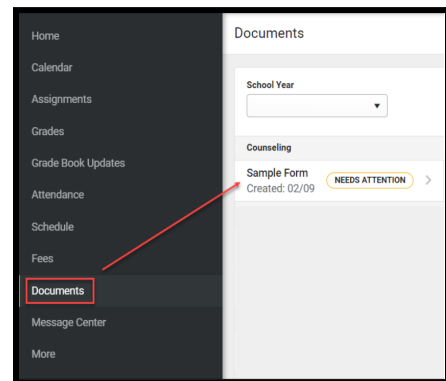 Home
Calendar
Assignments
Grades
Grade Book Updates
Attendance
Schedule
Fees
Documents
Message Center
More
Documents
School Year
Counseling
Sample Form
Created: 02/09
NEEDS ATTENTION